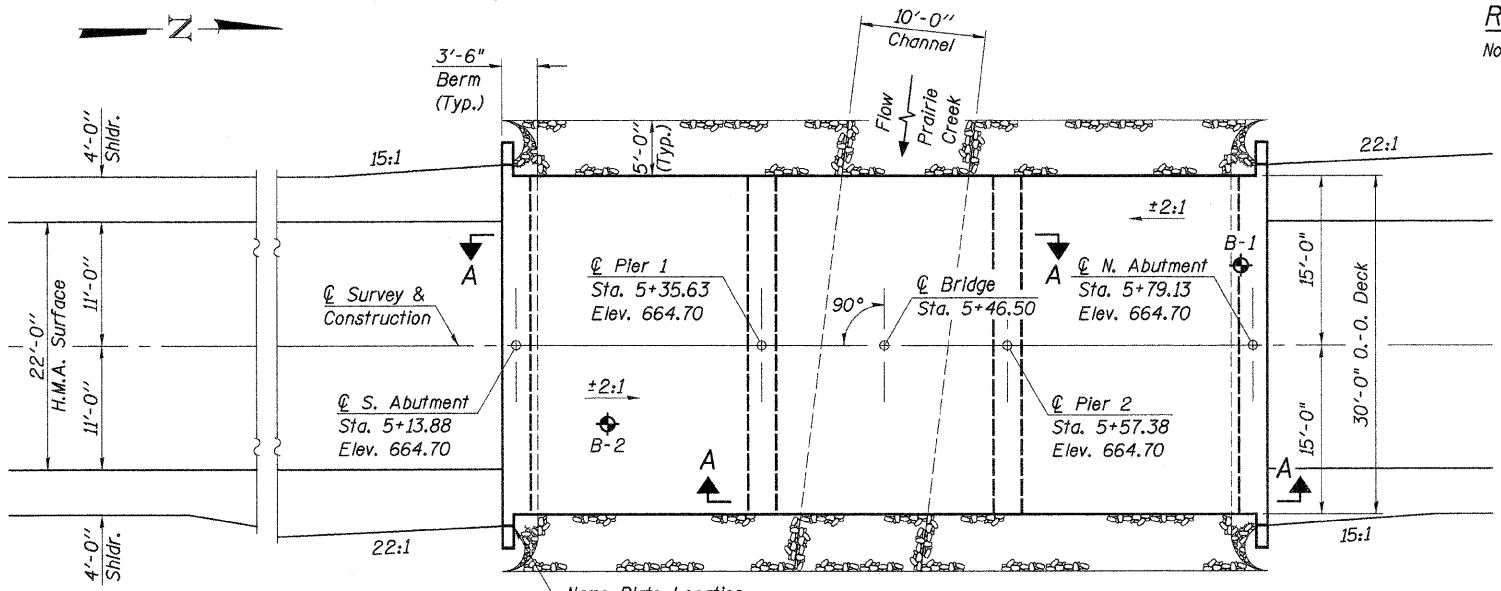 N
R
No
10'-0"
Channel
3'-6"
Berm
(Typ.)
Flow
Prairie
Creek
4'-0"
Shldr.
15:1
5'-0"
(Typ.)
22:1
±2:1
A
A
B-1
℄ Pier 1
Sta. 5+35.63
Elev. 664.70
℄ Bridge
Sta. 5+46.50
℄ N. Abutment
Sta. 5+79.13
Elev. 664.70
90°
℄ Survey &
Construction
22'-0"
H.M.A. Surface
11'-0"
11'-0"
15'-0"
15'-0"
30'-0" O.-O. Deck
℄ S. Abutment
Sta. 5+13.88
Elev. 664.70
±2:1
B-2
℄ Pier 2
Sta. 5+57.38
Elev. 664.70
A
A
4'-0"
Shldr.
22:1
15:1
Name Plate Location